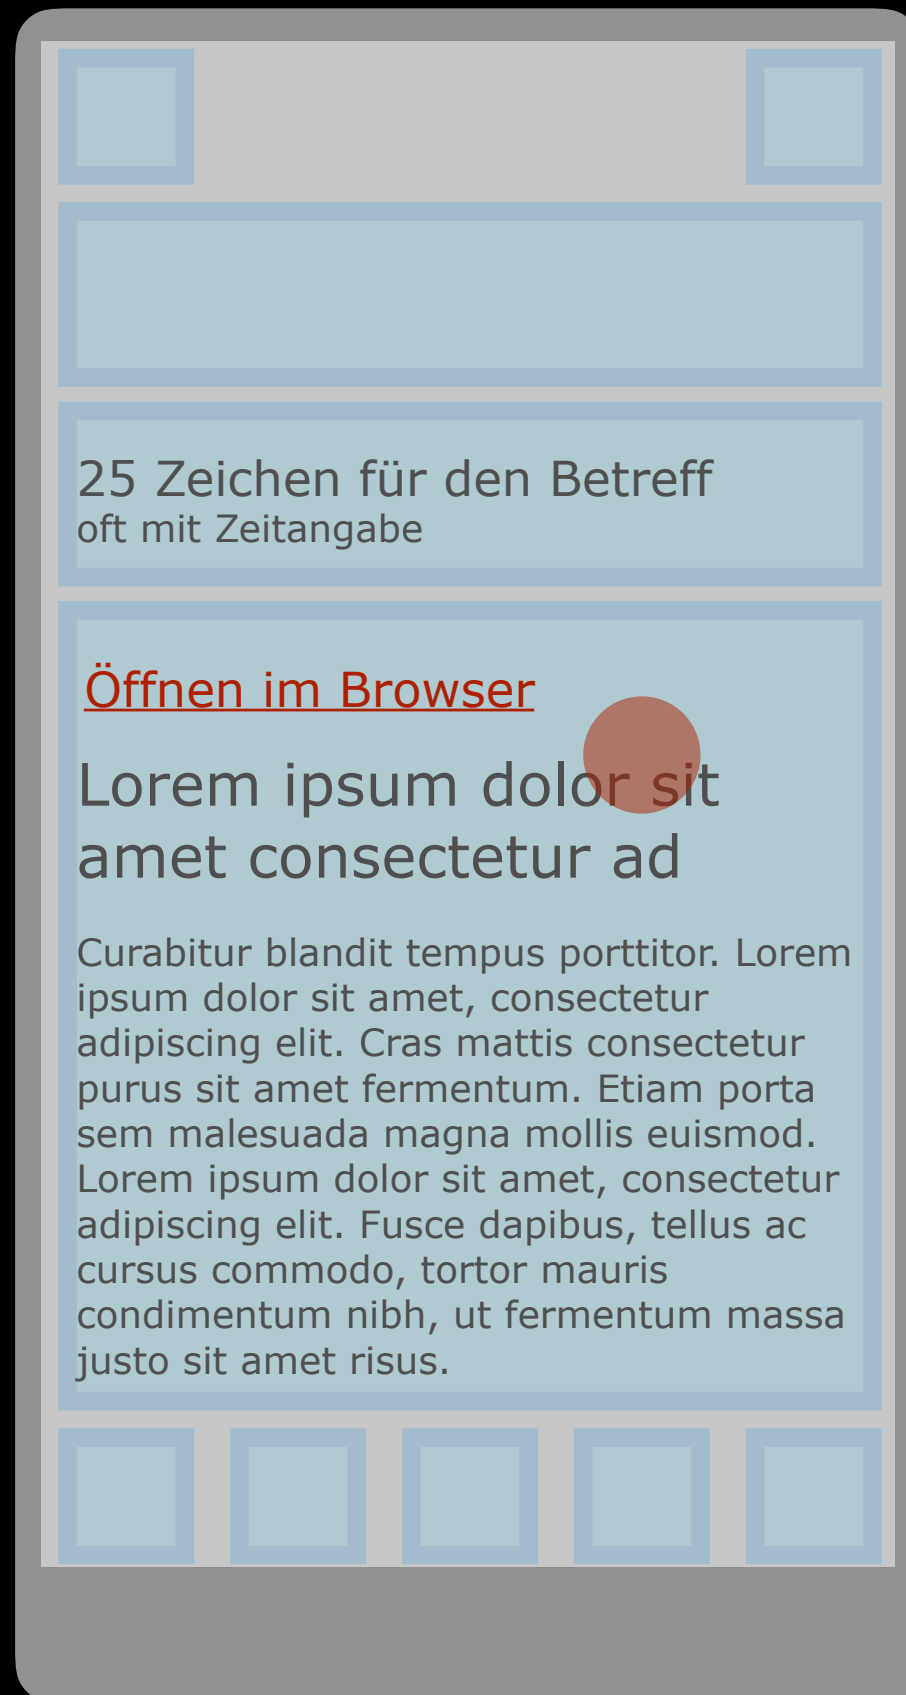 25 Zeichen für den Betreff
oft mit Zeitangabe
Öffnen im Browser
Lorem ipsum dolor sit
amet consectetur ad
Curabitur blandit tempus porttitor. Lorem
ipsum dolor sit amet, consectetur
adipiscing elit. Cras mattis consectetur
purus sit amet fermentum. Etiam porta
sem malesuada magna mollis euismod.
Lorem ipsum dolor sit amet, consectetur
adipiscing elit. Fusce dapibus, tellus ac
cursus commodo, tortor mauris
condimentum nibh, ut fermentum massa
justo sit amet risus.